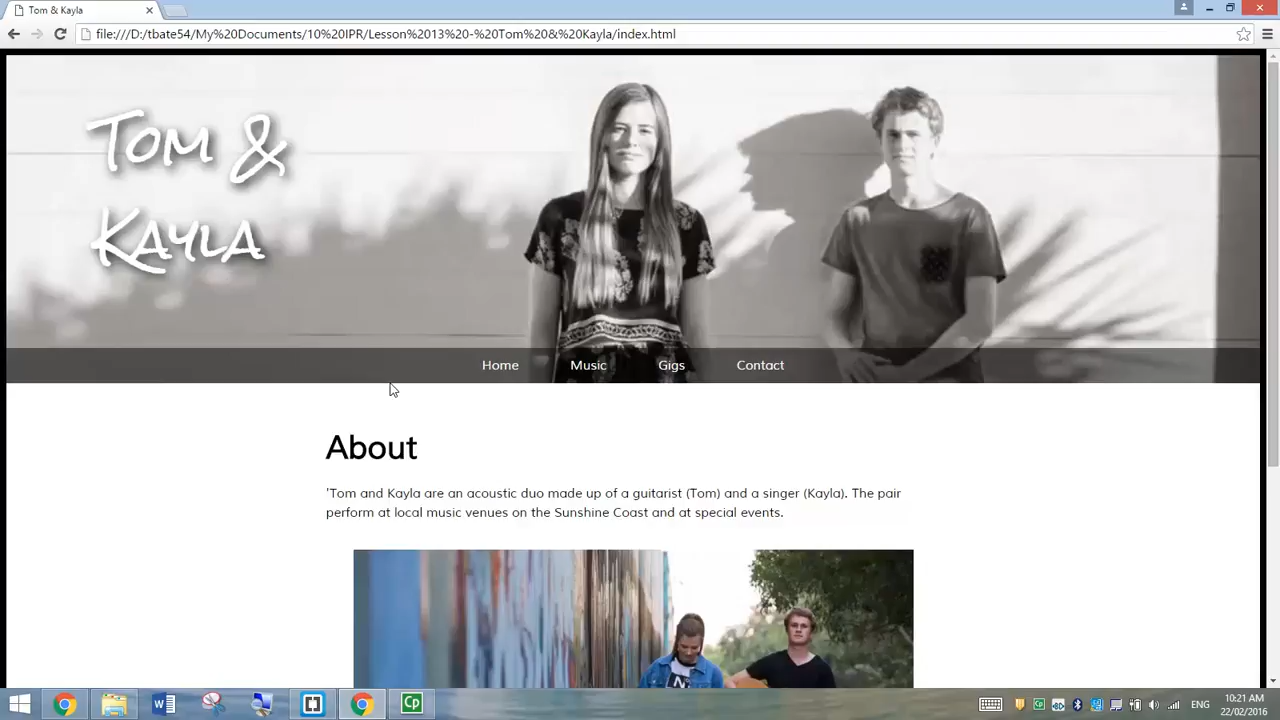 Tom & Kayla
file:///D:/tbate54/My%20Documents/10%20IPR/Lesson%2013%20-%20Tom%20&%20Kayla/index.html
Tom &
Kayla
Home Music Gigs Contact
About
'Tom and Kayla are an acoustic duo made up of a guitarist (Tom) and a singer (Kayla). The pair
perform at local music venues on the Sunshine Coast and at special events.
N
Cp
ENG
10:21 AM
22/02/2016